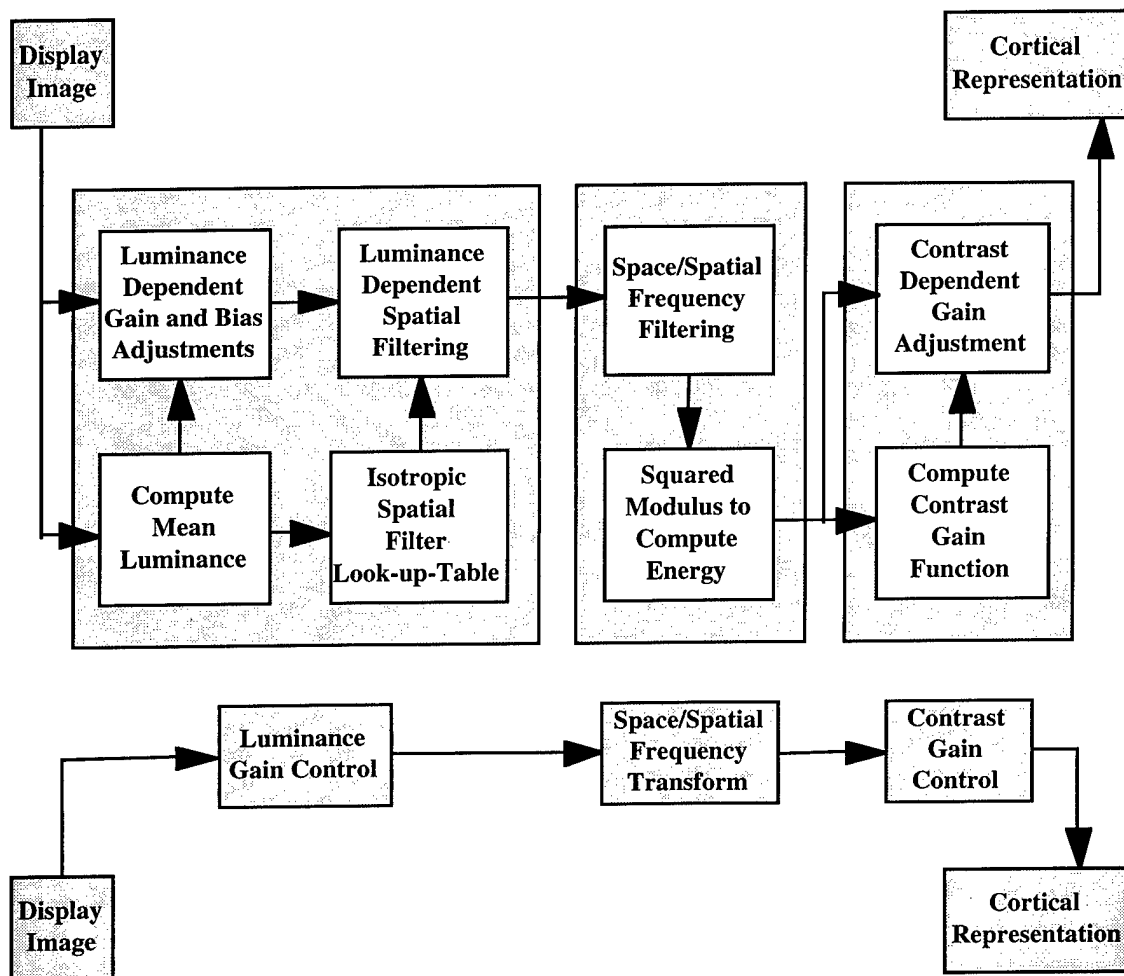 Display
Image
Cortical
Representation
Luminance
Dependent
Gain and Bias
Adjustments
Luminance
Dependent
Spatial
Filtering
Space/Spatial
Frequency
Filtering
Contrast
Dependent
Gain
Adjustment
Compute
Mean
Luminance
Isotropic
Spatial
Filter
Look-up-Table
Squared
Modulus to
Compute
Energy
Compute
Contrast
Gain
Function
Luminance
Gain Control
Space/Spatial
Frequency
Transform
Contrast
Gain
Control
Display
Image
Cortical
Representation